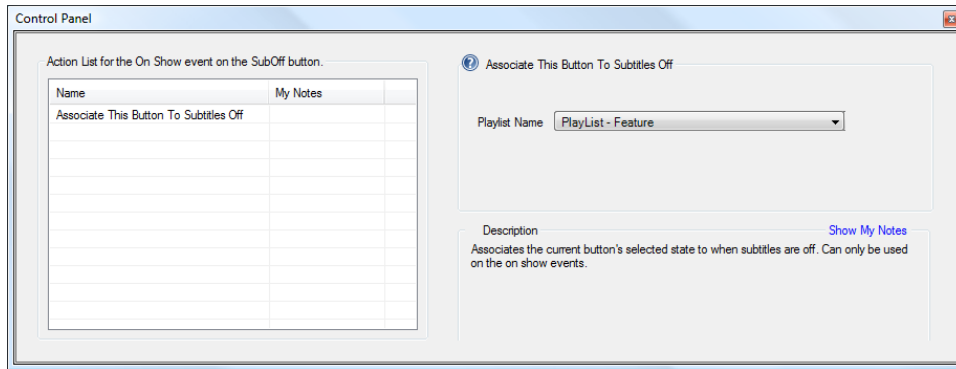 Control Panel
Action List for the On Show event on the SubOff button.
Name My Notes
Associate This Button To Subtitles Off
Associate This Button To Subtitles Off
Playlist Name PlayList - Feature
Description Show My Notes
Associates the current button's selected state to when subtitles are off. Can only be used
on the on show events.